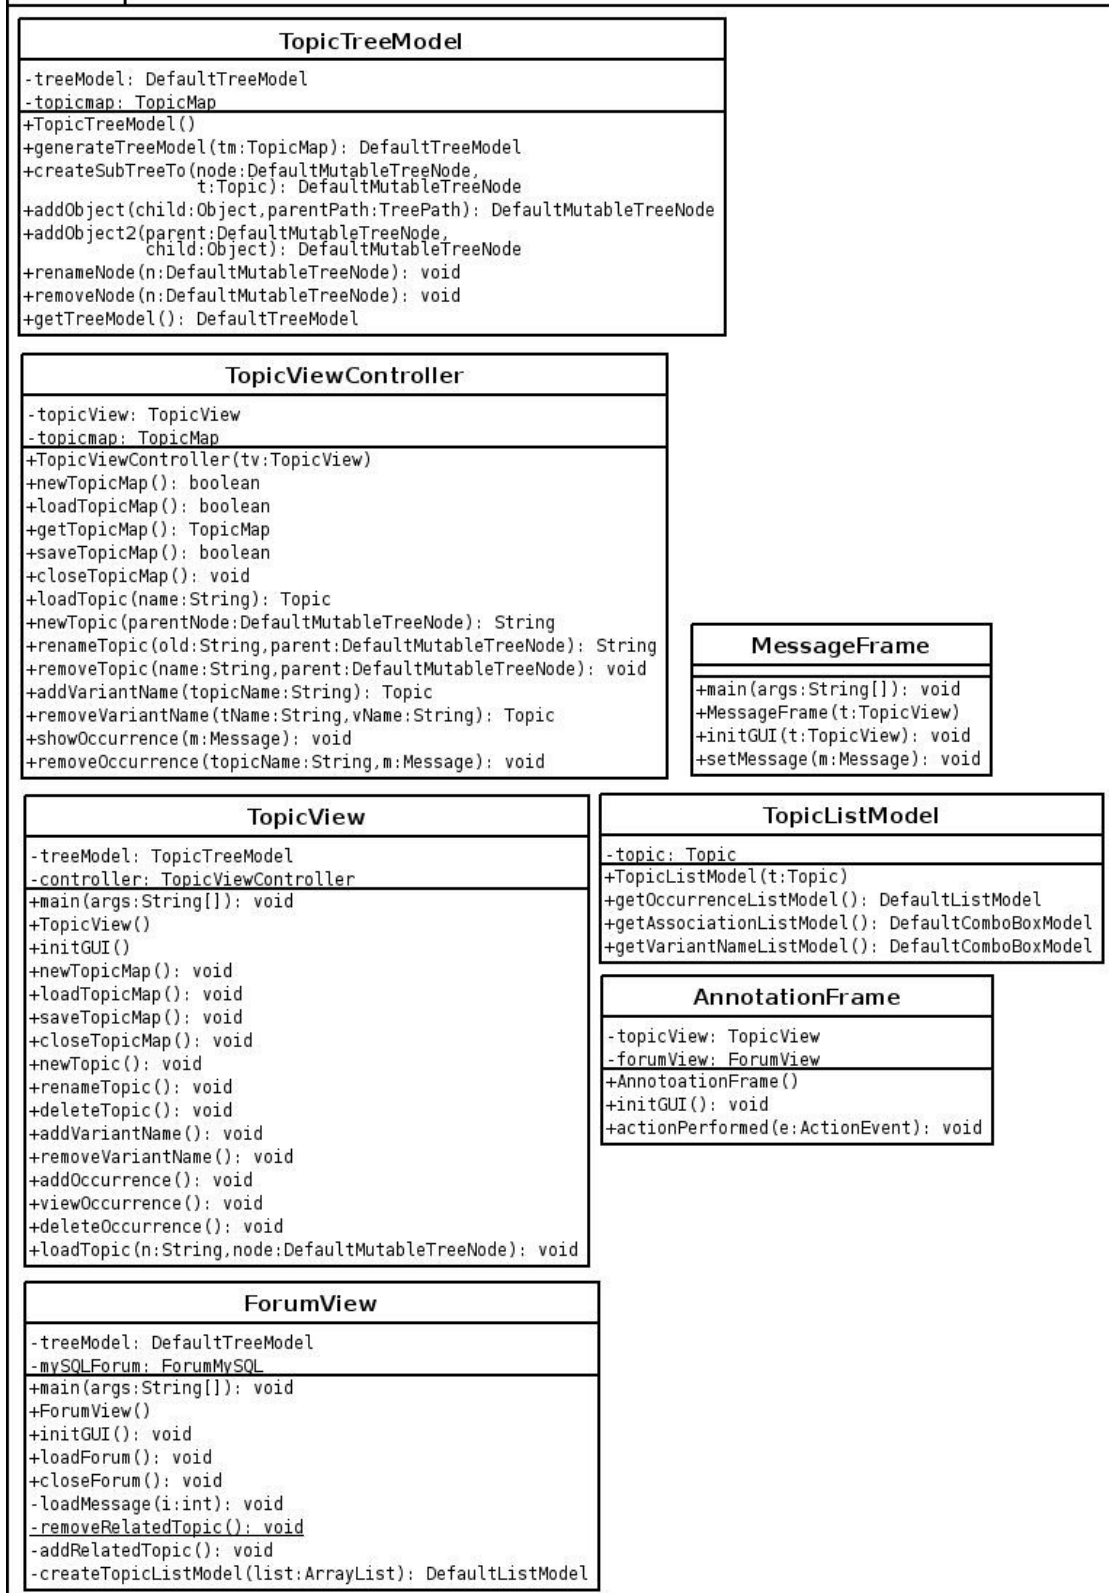 TopicTreeModel
-treeModel: DefaultTreeModel
-topicmap: TopicMap
+TopicTreeModel()
+generateTreeModel(tm:TopicMap): DefaultTreeModel
+createSubTreeTo(node:DefaultMutableTreeNode,
t:Topic): DefaultMutableTreeNode
+addObject(child:Object,parentPath:TreePath): DefaultMutableTreeNode
+addObject2(parent:DefaultMutableTreeNode,
child:Object): DefaultMutableTreeNode
+renameNode(n:DefaultMutableTreeNode): void
+removeNode(n:DefaultMutableTreeNode): void
+getTreeModel(): DefaultTreeModel
TopicViewController
-topicView: TopicView
-topicmap: TopicMap
+TopicViewController(tv:TopicView)
+newTopicMap(): boolean
+loadTopicMap(): boolean
+getTopicMap(): TopicMap
+saveTopicMap(): boolean
+closeTopicMap(): void
+loadTopic(name:String): Topic
+newTopic(parentNode:DefaultMutableTreeNode): String
+renameTopic(old:String,parent:DefaultMutableTreeNode): String
+removeTopic(name:String,parent:DefaultMutableTreeNode): void
+addVariantName(topicName:String): Topic
+removeVariantName(tName:String,vName:String): Topic
+showOccurrence(m:Message): void
+removeOccurrence(topicName:String,m:Message): void
MessageFrame
+main(args:String[]): void
+MessageFrame(t:TopicView)
+initGUI(t:TopicView): void
+setMessage(m:Message): void
TopicView
-treeModel: TopicTreeModel
-controller: TopicViewController
+main(args:String[]): void
+TopicView()
+initGUI()
+newTopicMap(): void
+loadTopicMap(): void
+saveTopicMap(): void
+closeTopicMap(): void
+newTopic(): void
+renameTopic(): void
+deleteTopic(): void
+addVariantName(): void
+removeVariantName(): void
+addOccurrence(): void
+viewOccurrence(): void
+deleteOccurrence(): void
+loadTopic(n:String,node:DefaultMutableTreeNode): void
TopicListModel
-topic: Topic
+TopicListModel(t:Topic)
+getOccurrenceListModel(): DefaultListModel
+getAssociationListModel(): DefaultComboBoxModel
+getVariantNameListModel(): DefaultComboBoxModel
AnnotationFrame
-topicView: TopicView
-forumView: ForumView
+AnnotoationFrame()
+initGUI(): void
+actionPerformed(e:ActionEvent): void
ForumView
-treeModel: DefaultTreeModel
-mySQLForum: ForumMySQL
+main(args:String[]): void
+ForumView()
+initGUI(): void
+loadForum(): void
+closeForum(): void
-loadMessage(i:int): void
-removeRelatedTopic(): void
-addRelatedTopic(): void
-createTopicListModel(list:ArrayList): DefaultListModel